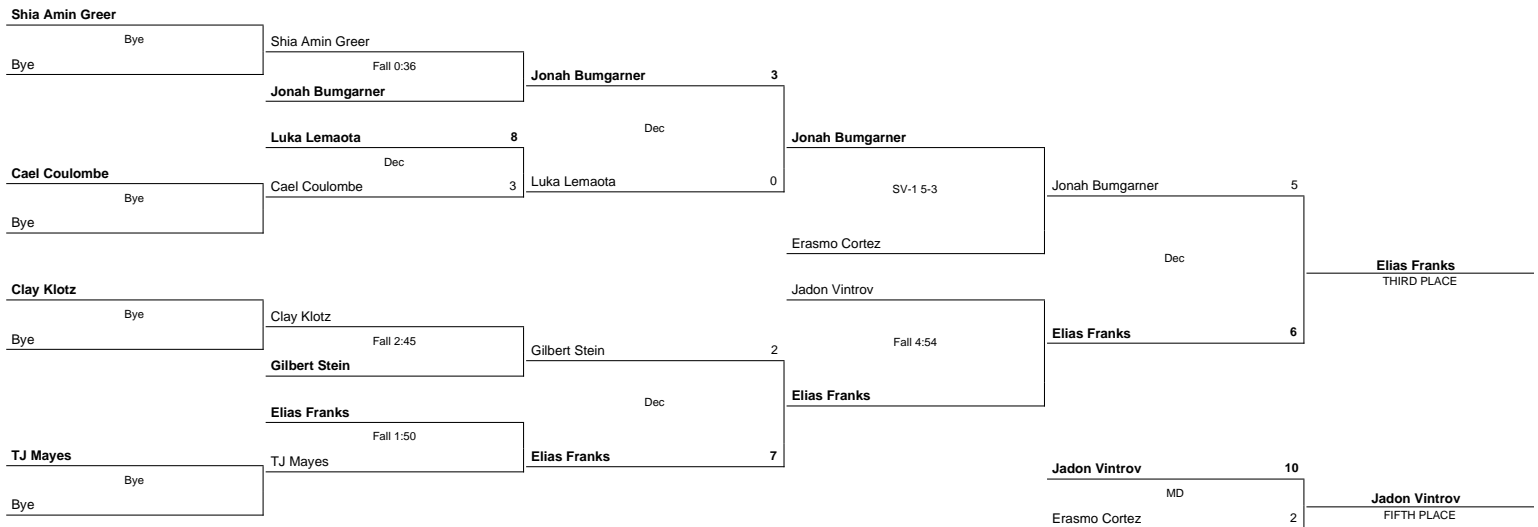 Shia Amin Greer
Bye
Bye
Cael Coulombe
Bye
Bye
Clay Klotz
Bye
Bye
TJ Mayes
Bye
Bye
Shia Amin Greer
Fall 0:36
Jonah Bumgarner
Luka Lemaota 8
Dec
Cael Coulombe 3
Clay Klotz
Fall 2:45
Gilbert Stein
Elias Franks
Fall 1:50
TJ Mayes
Jonah Bumgarner 3
Dec
Luka Lemaota 0
Gilbert Stein 2
Dec
Elias Franks 7
Jonah Bumgarner
SV-1 5-3
Erasmo Cortez
Jadon Vintrov
Fall 4:54
Elias Franks
Jonah Bumgarner 5
Dec
Elias Franks 6
Elias Franks
THIRD PLACE
Jadon Vintrov 10
MD
Erasmo Cortez 2
Jadon Vintrov
FIFTH PLACE